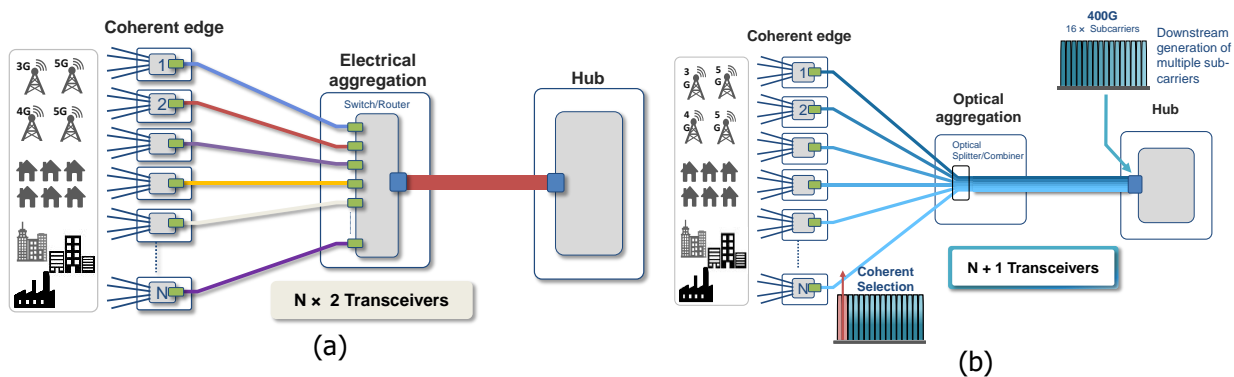 Coherent edge
3G
5G
4G
5G
1
2
N
Electrical
aggregation
Switch/Router
Hub
N × 2 Transceivers
(a)
Coherent edge
3
G
5
G
4
G
5
G
1
2
N
Optical
aggregation
Optical
Splitter/Combiner
400G
16 × Subcarriers
Downstream
generation of
multiple sub-
carriers
Hub
N + 1 Transceivers
Coherent
Selection
(b)